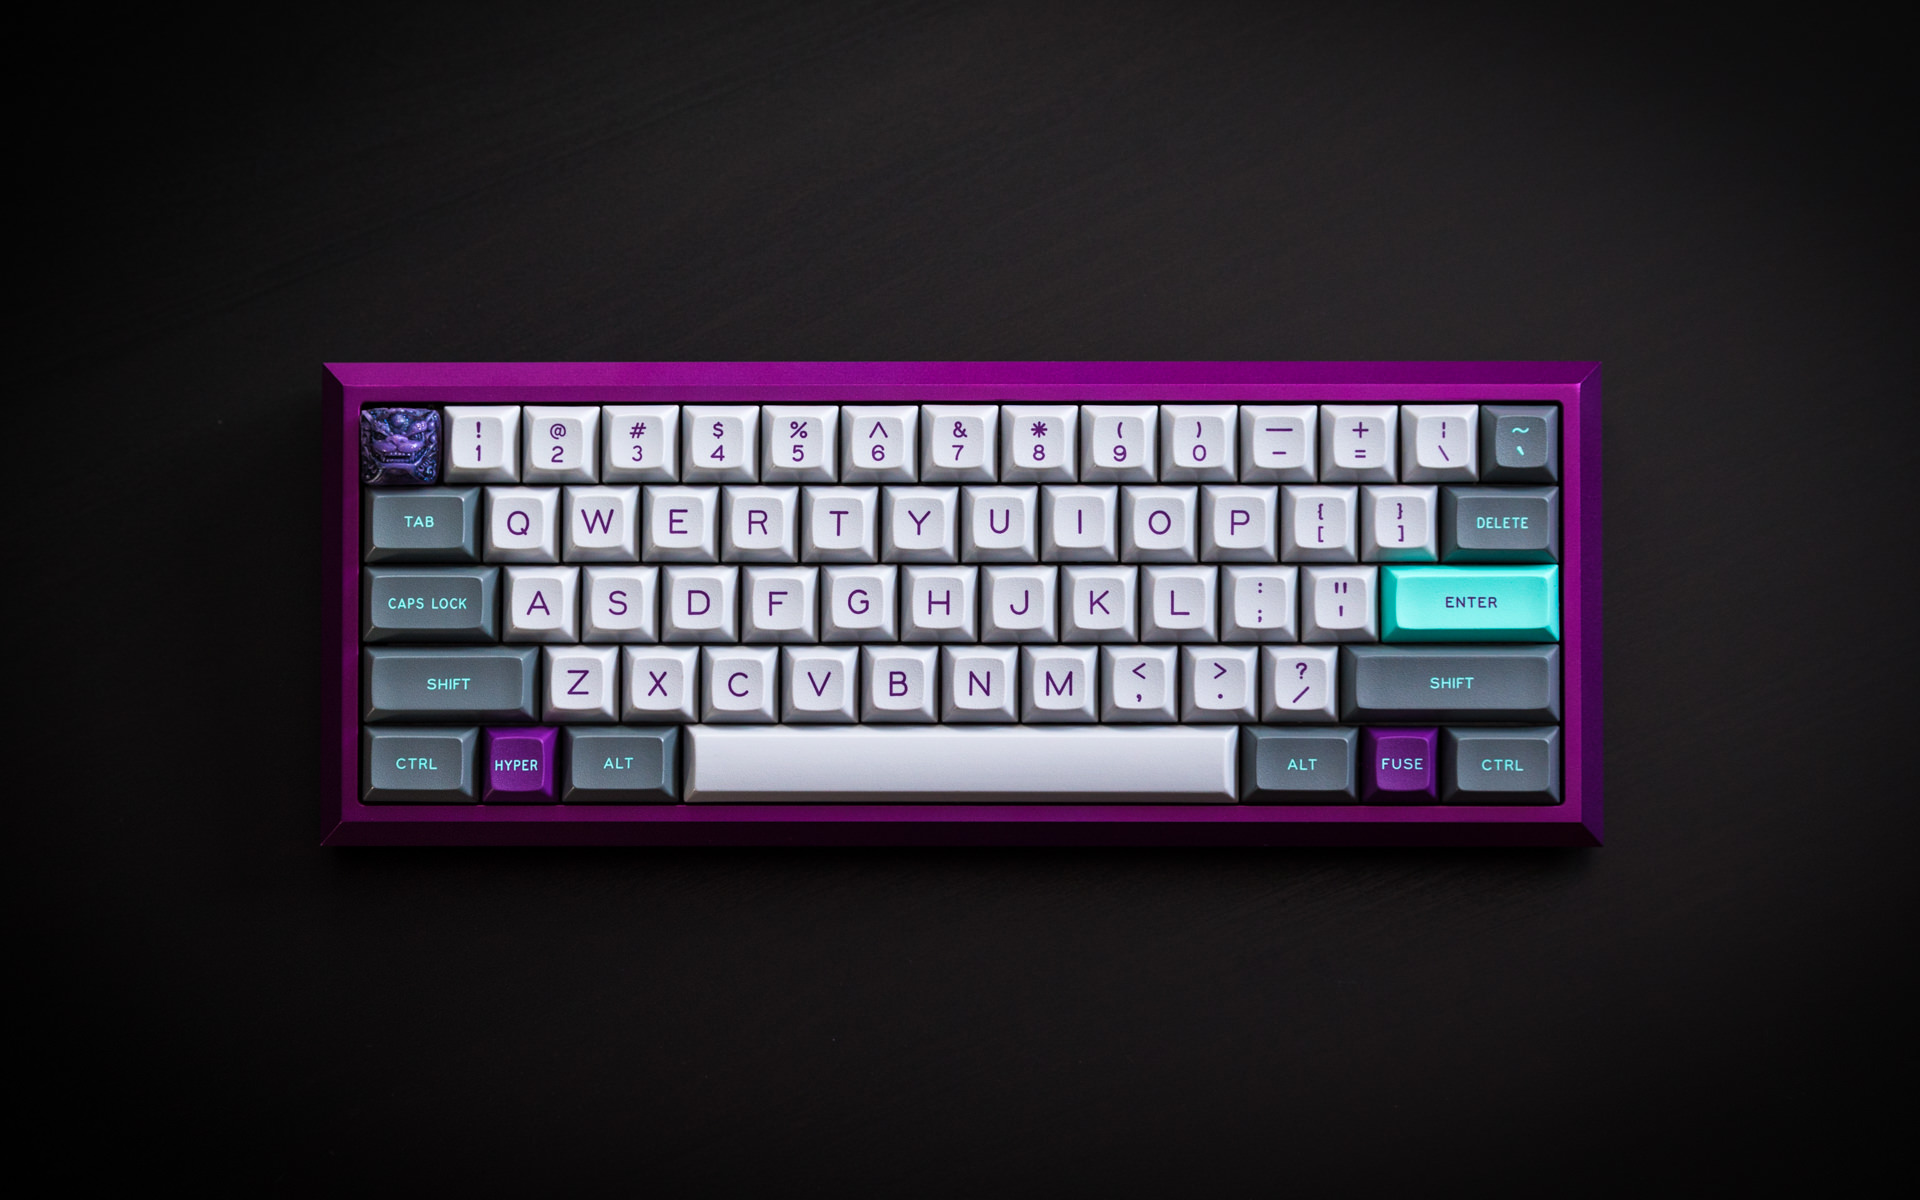 ! @ # $ % ^ & * ( ) — + ¦ ~
1 2 3 4 5 6 7 8 9 0 - = \ `
TAB Q W E R T Y U I O P { } DELETE
[ ]
CAPS LOCK A S D F G H J K L : " ENTER
; '
SHIFT Z X C V B N M < > ? SHIFT
, . /
CTRL HYPER ALT ALT FUSE CTRL